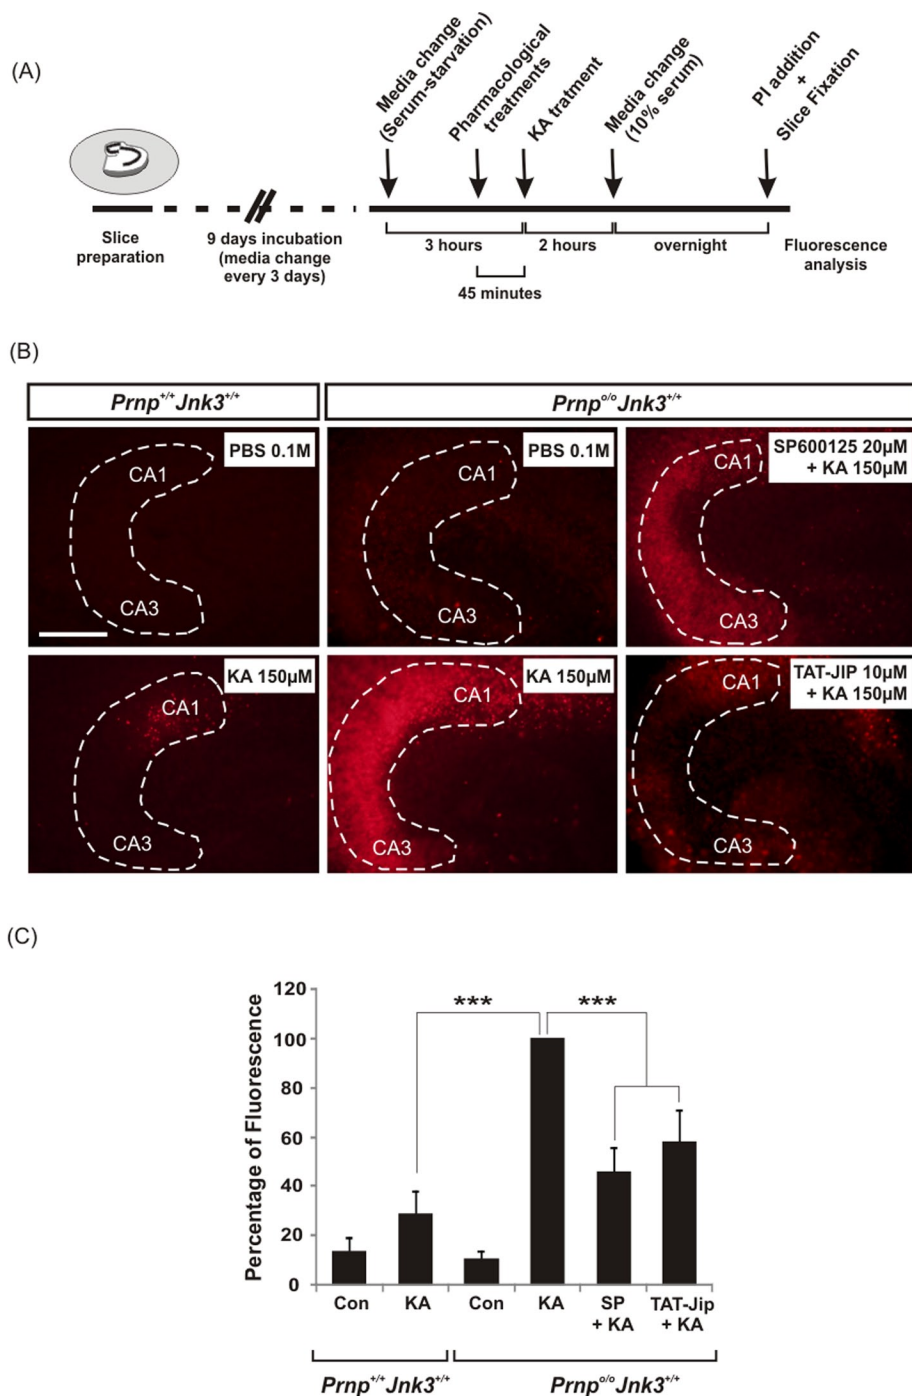 (A)
Media change
(Serum-starvation)
Pharmacological
treatments
KA tratment
Media change
(10% serum)
PI addition
+
Slice Fixation
Slice
preparation
9 days incubation
(media change
every 3 days)
3 hours
2 hours
overnight
Fluorescence
analysis
45 minutes
(B)
Prnp+/+Jnk3+/+
Prnpo/oJnk3+/+
PBS 0.1M
CA1
CA3
PBS 0.1M
CA1
CA3
SP600125 20µM
+ KA 150µM
CA1
CA3
KA 150µM
CA1
CA3
KA 150µM
CA1
CA3
TAT-JIP 10µM
+ KA 150µM
CA1
CA3
(C)
Percentage of Fluorescence
120
100
80
60
40
20
0
***
***
Con
KA
Con
KA
SP
+ KA
TAT-Jip
+ KA
Prnp+/+Jnk3+/+
Prnpo/oJnk3+/+